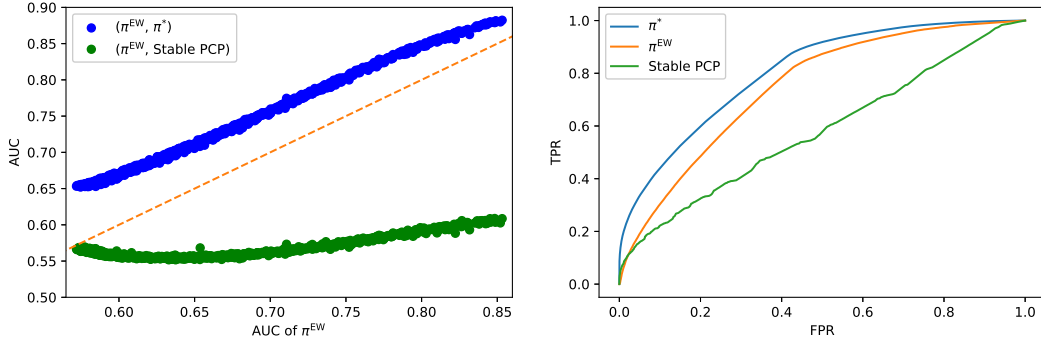 0.90
0.85
0.80
0.75
0.70
0.65
0.60
0.55
0.50
AUC
(π^EW, π*)
(π^EW, Stable PCP)
0.60 0.65 0.70 0.75 0.80 0.85
AUC of π^EW
1.0
0.8
0.6
0.4
0.2
0.0
TPR
π*
π^EW
Stable PCP
0.0 0.2 0.4 0.6 0.8 1.0
FPR